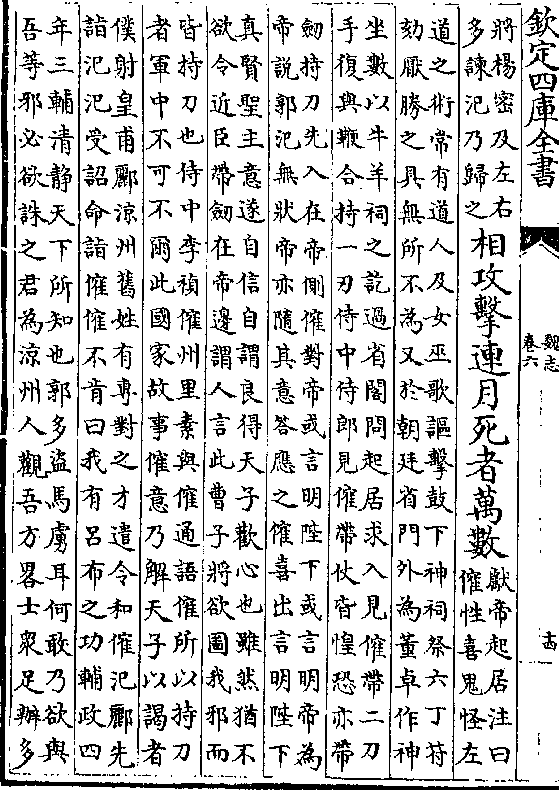 欽定四庫全書
魏志
卷六
十四
將楊密及左右
多諫汜乃歸之
相攻擊連月死者萬數
獻帝起居注曰
傕性喜鬼怪左
道之術常有道人及女巫歌謳擊鼓下神祠祭六丁符
劾厭勝之具無所不為又於朝廷省門外為董卓作神
坐數以牛羊祠之訖過省閤問起居求入見傕帶二刀
手復與鞭合持一刃侍中侍郎見傕帶仗皆惶恐亦帶
劒持刀先入在帝側傕對帝或言明陛下或言明帝為
帝說郭汜無狀帝亦隨其意答應之傕喜出言明陛下
真賢聖主意遂自信自謂良得天子歡心也雖然猶不
欲令近臣帶劒在帝邊謂人言此曹子將欲圖我邪而
皆持刀也侍中李禎傕州里素與傕通語傕所以持刀
者軍中不可不爾此國家故事傕意乃解天子以謁者
僕射皇甫酈涼州舊姓有專對之才遣令和傕汜酈先
詣汜汜受詔命詣傕傕不肯曰我有呂布之功輔政四
年三輔清靜天下所知也郭多盜馬虜耳何敢乃欲與
吾等邪必欲誅之君為涼州人觀吾方畧士衆足辦多